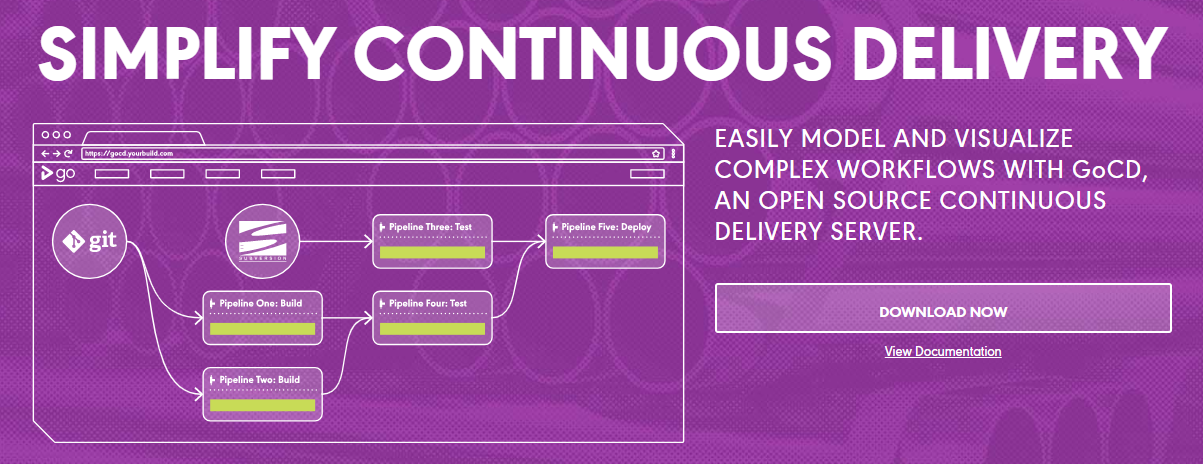 SIMPLIFY CONTINUOUS DELIVERY
https://gocd.yourbuild.com
go
git
SUBVERSION
Pipeline Three: Test
Pipeline Five: Deploy
Pipeline One: Build
Pipeline Four: Test
Pipeline Two: Build
EASILY MODEL AND VISUALIZE
COMPLEX WORKFLOWS WITH GoCD,
AN OPEN SOURCE CONTINUOUS
DELIVERY SERVER.
DOWNLOAD NOW
View Documentation